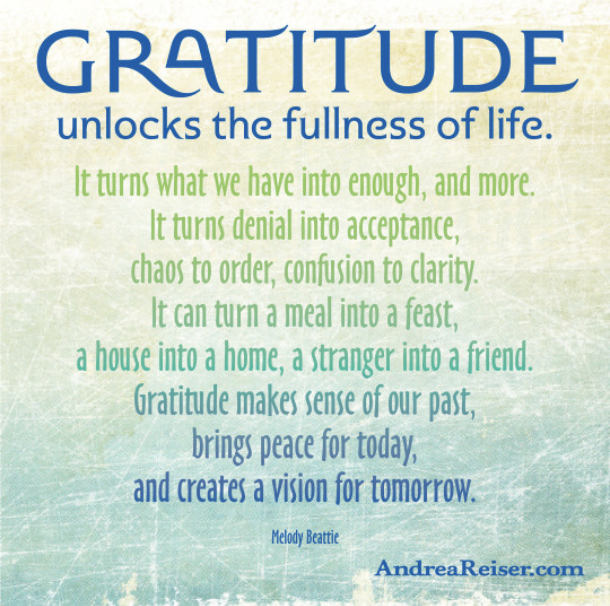 GRATITUDE
unlocks the fullness of life.
It turns what we have into enough, and more.
It turns denial into acceptance,
chaos to order, confusion to clarity.
It can turn a meal into a feast,
a house into a home, a stranger into a friend.
Gratitude makes sense of our past,
brings peace for today,
and creates a vision for tomorrow.
Melody Beattie
AndreaReiser.com